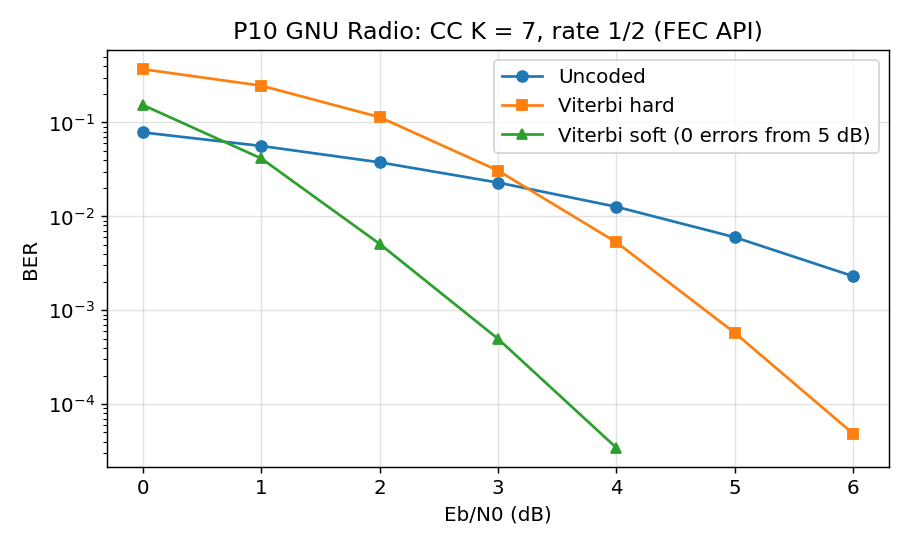 P10 GNU Radio: CC K = 7, rate 1/2 (FEC API)
Uncoded
Viterbi hard
Viterbi soft (0 errors from 5 dB)
BER
10⁻¹
10⁻²
10⁻³
10⁻⁴
0 1 2 3 4 5 6
Eb/N0 (dB)